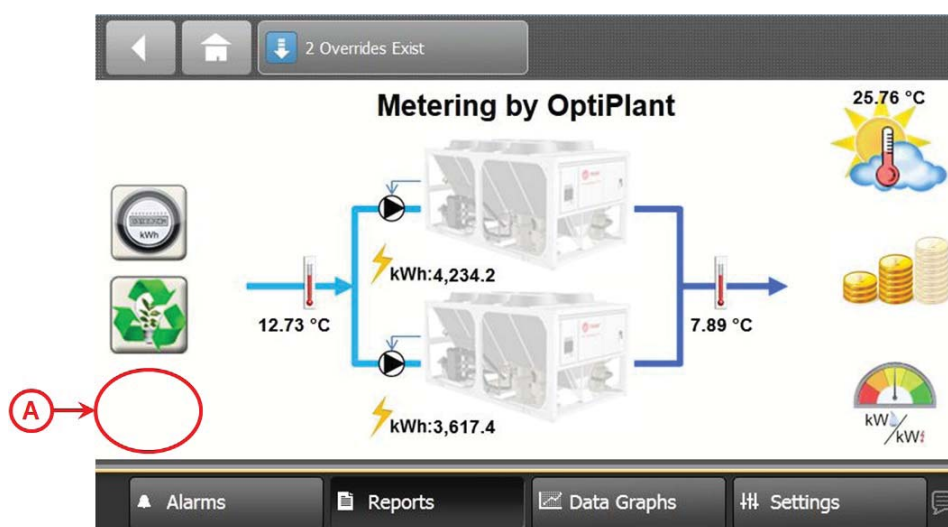 2 Overrides Exist
Metering by OptiPlant
25.76 °C
kWh
kWh:4,234.2
12.73 °C
7.89 °C
A
kWh:3,617.4
kW/kW
Alarms
Reports
Data Graphs
Settings